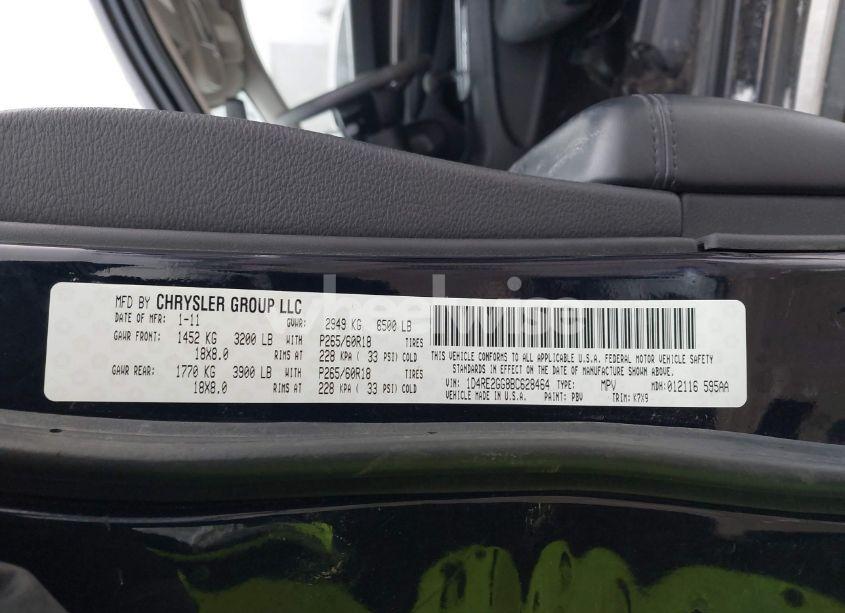 MFD BY CHRYSLER GROUP LLC
DATE OF MFR: 1-11 GVWR: 2949 KG 6500 LB
GAWR FRONT: 1452 KG 3200 LB WITH P265/60R18 TIRES
18X8.0 RIMS AT 228 KPA ( 33 PSI) COLD
GAWR REAR: 1770 KG 3900 LB WITH P265/60R18 TIRES
18X8.0 RIMS AT 228 KPA ( 33 PSI) COLD
THIS VEHICLE CONFORMS TO ALL APPLICABLE U.S.A. FEDERAL MOTOR VEHICLE SAFETY
STANDARDS IN EFFECT ON THE DATE OF MANUFACTURE SHOWN ABOVE.
VIN: 1D4RE2GG8BC628464 TYPE: MPV MDH: 012116 595AA
VEHICLE MADE IN U.S.A. PAINT: PBV TRIM: K7X9
wheelwise